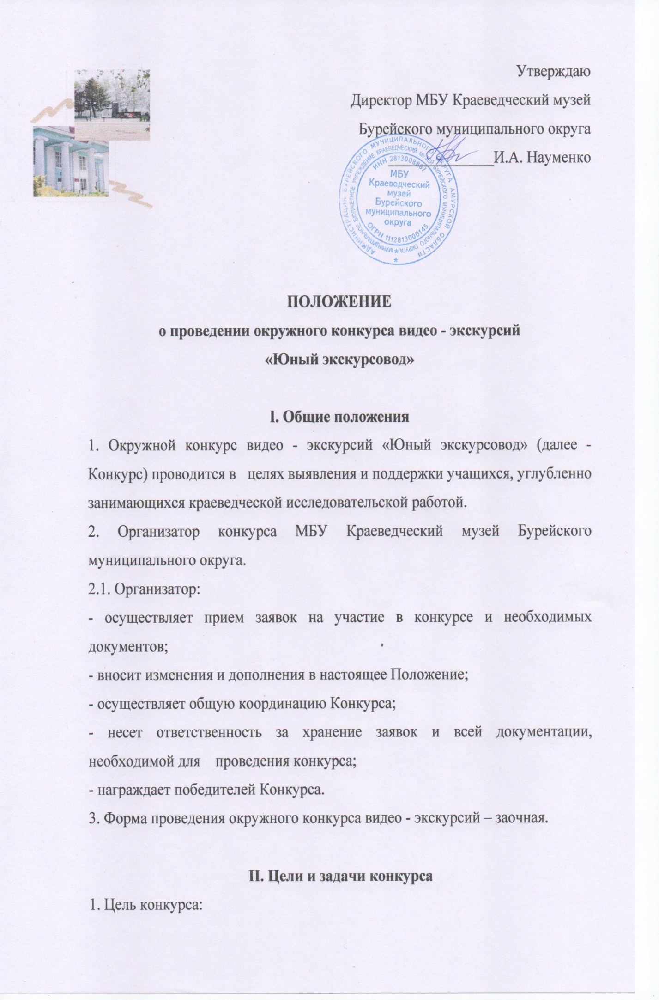 Утверждаю
Директор МБУ Краеведческий музей
Бурейского муниципального округа
_____________И.А. Науменко
АДМИНИСТРАЦИЯ БУРЕЙСКОГО МУНИЦИПАЛЬНОГО ОКРУГА АМУРСКОЙ ОБЛАСТИ *
* МУНИЦИПАЛЬНОЕ БЮДЖЕТНОЕ УЧРЕЖДЕНИЕ КРАЕВЕДЧЕСКИЙ МУЗЕЙ БУРЕЙСКОГО МУНИЦИПАЛЬНОГО ОКРУГА
ИНН 2813008867
МБУ
Краеведческий
музей
Бурейского
муниципального
округа
ОГРН 1112813000145
ПОЛОЖЕНИЕ
о проведении окружного конкурса видео - экскурсий
«Юный экскурсовод»
I. Общие положения
1. Окружной конкурс видео - экскурсий «Юный экскурсовод» (далее -
Конкурс) проводится в целях выявления и поддержки учащихся, углубленно
занимающихся краеведческой исследовательской работой.
2. Организатор конкурса МБУ Краеведческий музей Бурейского
муниципального округа.
2.1. Организатор:
- осуществляет прием заявок на участие в конкурсе и необходимых
документов;
- вносит изменения и дополнения в настоящее Положение;
- осуществляет общую координацию Конкурса;
- несет ответственность за хранение заявок и всей документации,
необходимой для проведения конкурса;
- награждает победителей Конкурса.
3. Форма проведения окружного конкурса видео - экскурсий – заочная.
II. Цели и задачи конкурса
1. Цель конкурса: